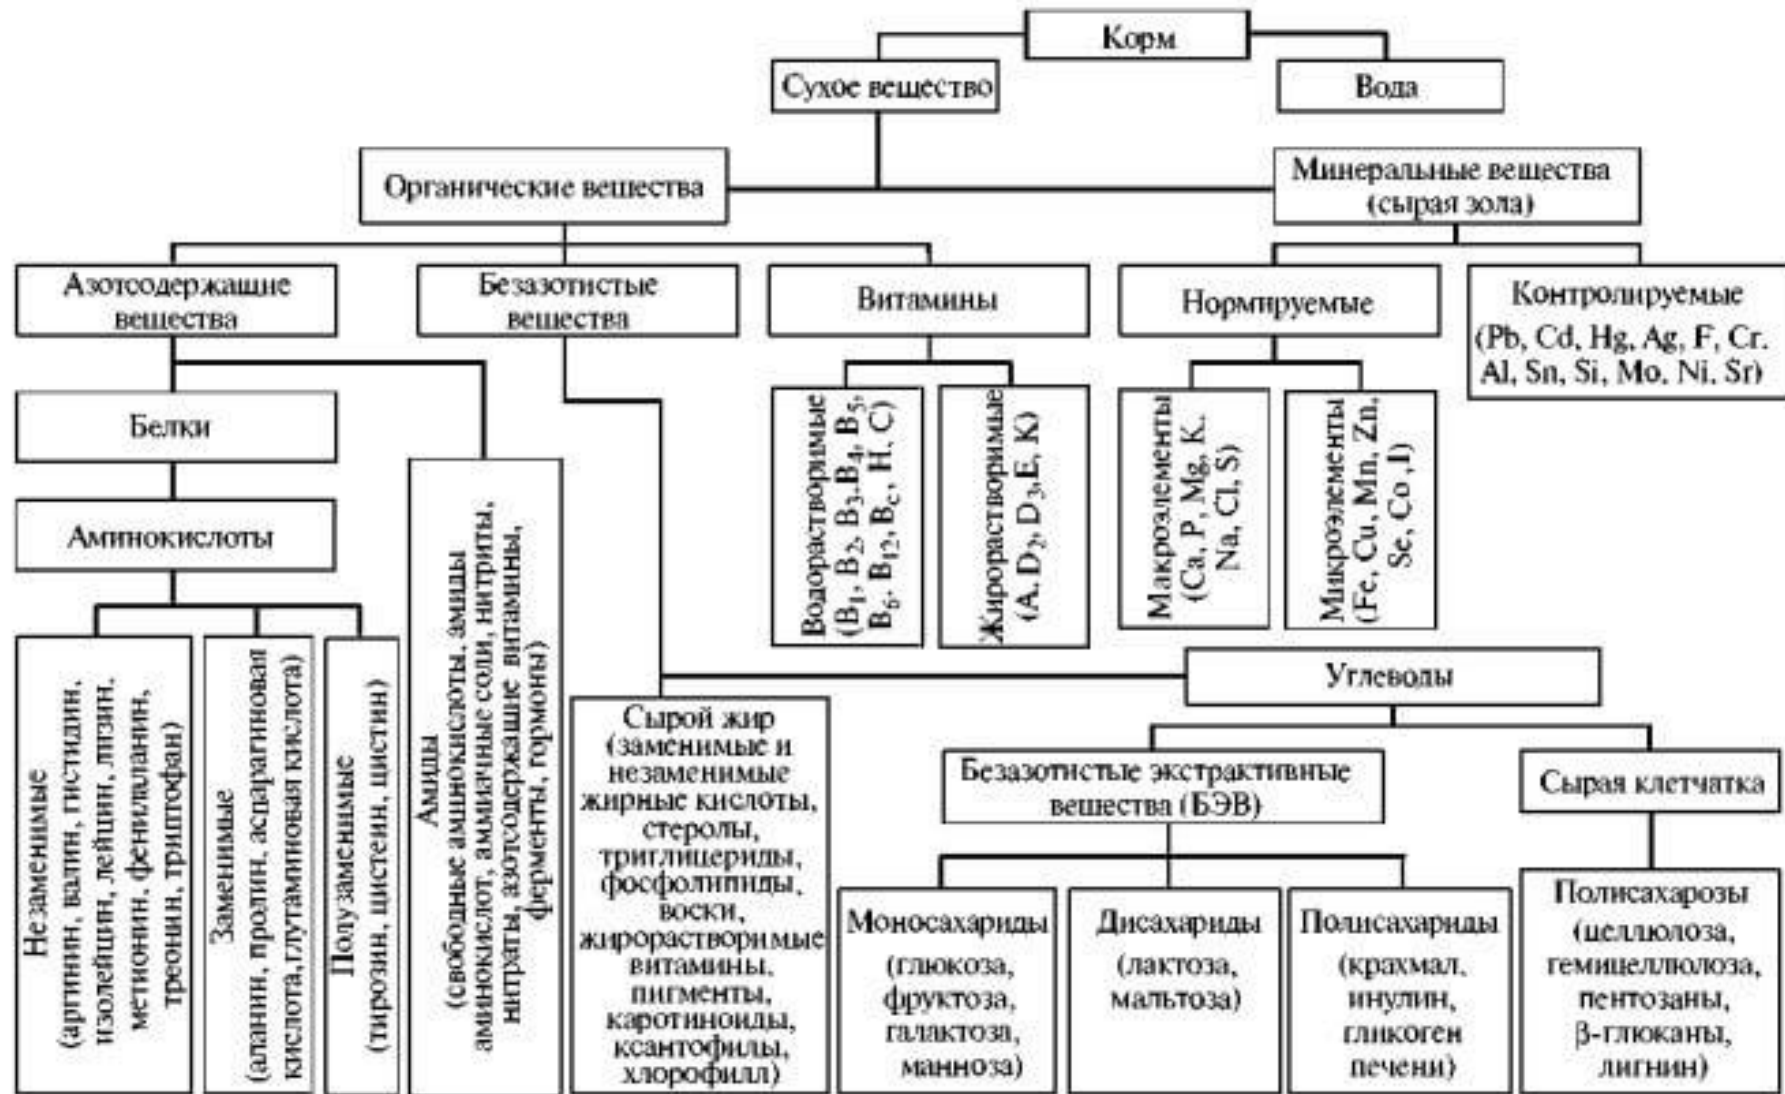 Корм
Сухое вещество
Вода
Органические вещества
Минеральные вещества
(сырая зола)
Азотсодержащие
вещества
Безазотистые
вещества
Витамины
Нормируемые
Контролируемые
(Pb, Cd, Hg, Ag, F, Cr.
Al, Sn, Si, Mo, Ni, Sr)
Белки
Аминокислоты
Водорастворимые
(B₁, B₂, B₃, B₄, B₅,
B₆, B₁₂, B_c, H, C)
Жирорастворимые
(A, D₂, D₃, E, K)
Макроэлементы
(Ca, P, Mg, K,
Na, Cl, S)
Микроэлементы
(Fe, Cu, Mn, Zn,
Se, Co ,I)
Незаменимые
(аргинин, валин, гистидин,
изолейцин, лейцин, лизин,
метионин, фенилаланин,
треонин, триптофан)
Заменимые
(аланин, пролин, аспарагиновая
кислота,глутаминовая кислота)
Полузаменимые
(тирозин, цистеин, цистин)
Амиды
(свободные аминокислоты, амиды
аминокислот, аммиачные соли, нитриты,
нитраты, азотсодержащие витамины,
ферменты, гормоны)
Углеводы
Сырой жир
(заменимые и
незаменимые
жирные кислоты,
стеролы,
триглицериды,
фосфолипиды,
воски,
жирорастворимые
витамины,
пигменты,
каротиноиды,
ксантофилы,
хлорофилл)
Безазотистые экстрактивные
вещества (БЭВ)
Сырая клетчатка
Моносахариды
(глюкоза,
фруктоза,
галактоза,
манноза)
Дисахариды
(лактоза,
мальтоза)
Полисахариды
(крахмал,
инулин,
гликоген
печени)
Полисахарозы
(целлюлоза,
гемицеллюлоза,
пентозаны,
β-глюканы,
лигнин)